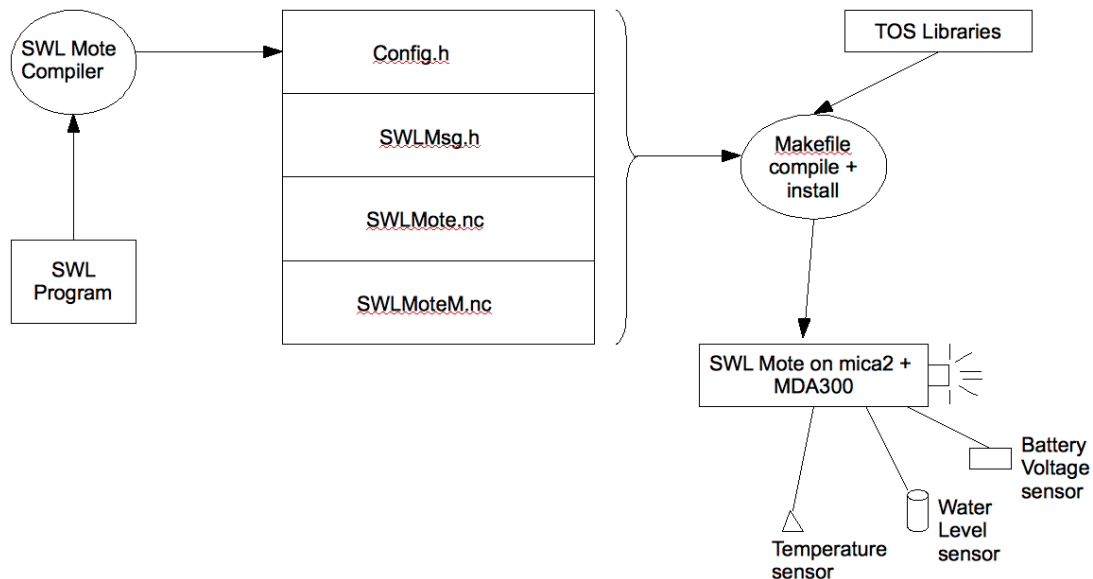 SWL Mote
Compiler
Config.h
TOS Libraries
SWLMsg.h
Makefile
compile +
install
SWLMote.nc
SWL
Program
SWLMoteM.nc
SWL Mote on mica2 +
MDA300
Battery
Voltage
sensor
Water
Level
sensor
Temperature
sensor